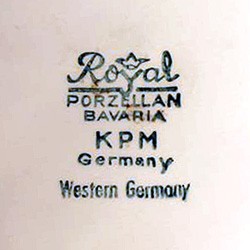 Royal
PORZELLAN
BAVARIA
KPM
Germany
Western Germany